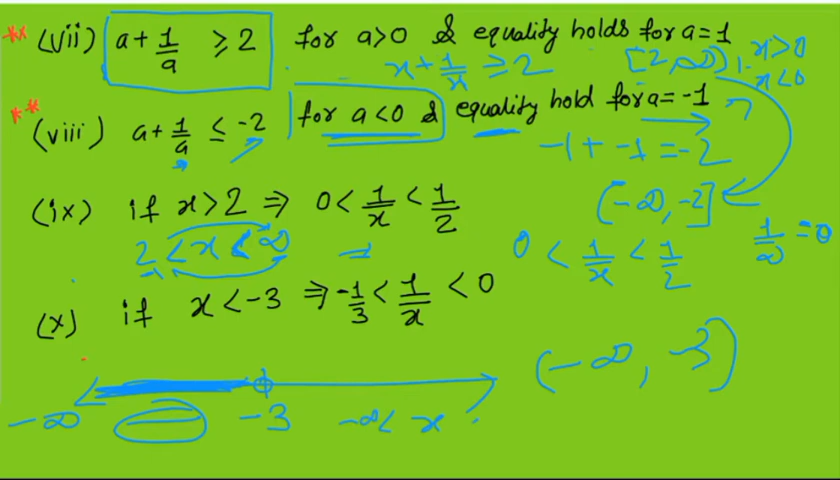 ** (vii) a + 1/a ≥ 2 for a>0 & equality holds for a=1
x + 1/x ≥ 2 [2, ∞) x>0
x<0
** (viii) a + 1/a ≤ -2 for a<0 & equality hold for a=-1
-1 + -1 = -2
(-∞, -2]
(ix) if x>2 ⇒ 0 < 1/x < 1/2
2 < x < ∞ ⇒ 0 < 1/x < 1/2 1/∞ = 0
(x) if x < -3 ⇒ -1/3 < 1/x < 0
(-∞, -3)
-∞ -3 -∞ < x